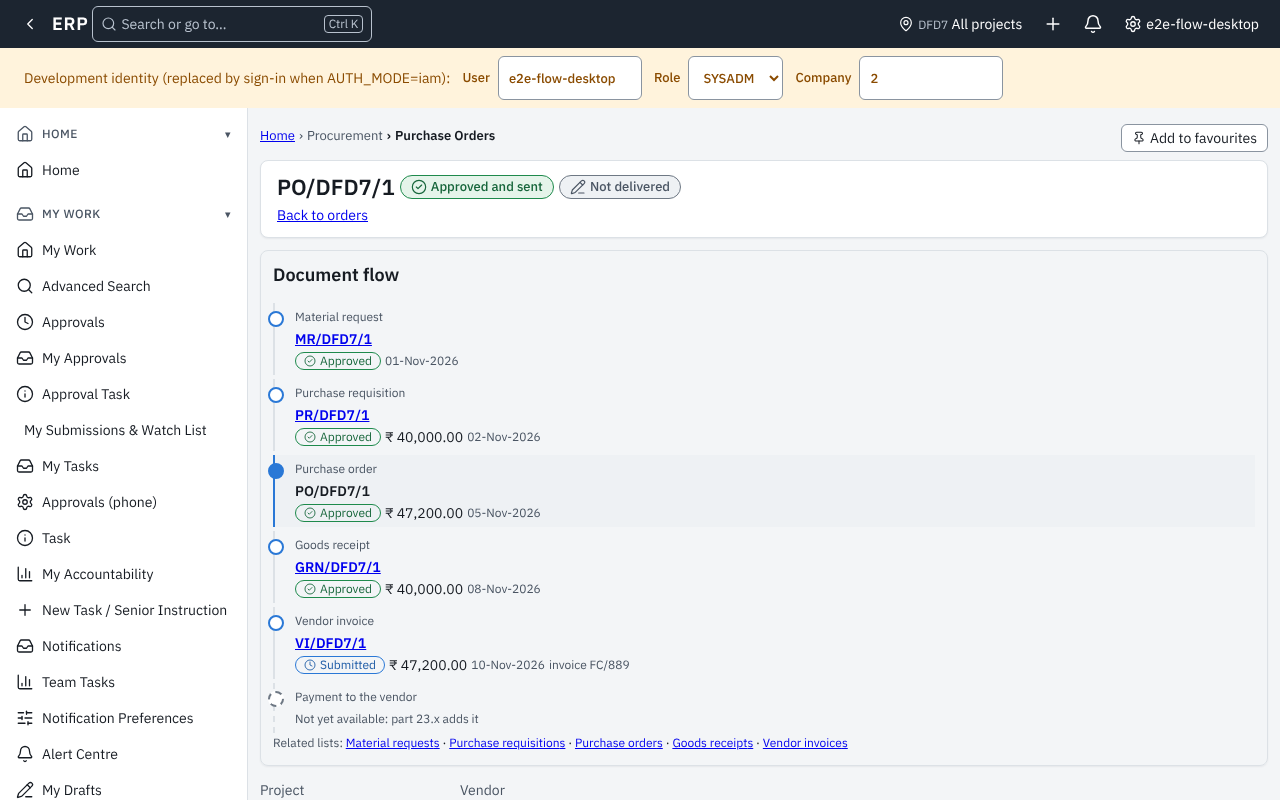 ERP Search or go to... Ctrl K DFD7 All projects e2e-flow-desktop
Development identity (replaced by sign-in when AUTH_MODE=iam): User e2e-flow-desktop Role SYSADM Company 2
HOME
Home
MY WORK
My Work
Advanced Search
Approvals
My Approvals
Approval Task
My Submissions & Watch List
My Tasks
Approvals (phone)
Task
My Accountability
New Task / Senior Instruction
Notifications
Team Tasks
Notification Preferences
Alert Centre
My Drafts
Home › Procurement › Purchase Orders
Add to favourites
PO/DFD7/1 Approved and sent Not delivered
Back to orders
Document flow
Material request
MR/DFD7/1
Approved 01-Nov-2026
Purchase requisition
PR/DFD7/1
Approved ₹ 40,000.00 02-Nov-2026
Purchase order
PO/DFD7/1
Approved ₹ 47,200.00 05-Nov-2026
Goods receipt
GRN/DFD7/1
Approved ₹ 40,000.00 08-Nov-2026
Vendor invoice
VI/DFD7/1
Submitted ₹ 47,200.00 10-Nov-2026 invoice FC/889
Payment to the vendor
Not yet available: part 23.x adds it
Related lists: Material requests · Purchase requisitions · Purchase orders · Goods receipts · Vendor invoices
Project Vendor